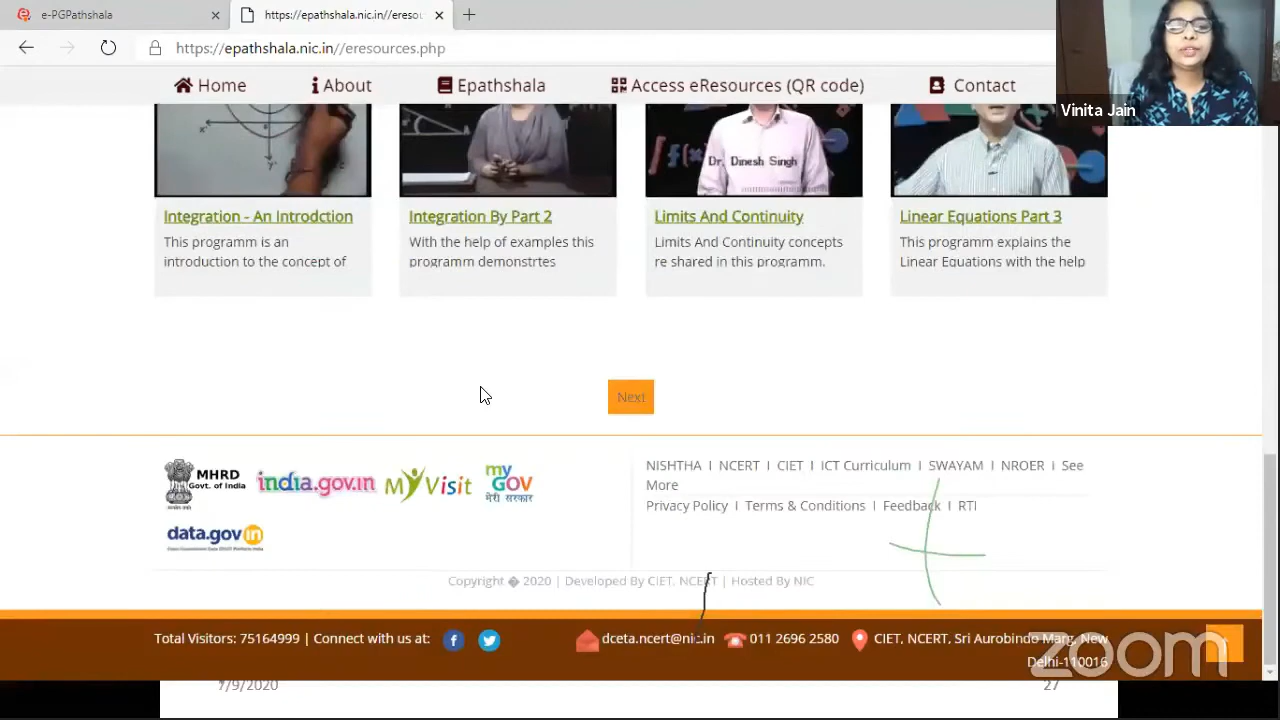 e-PGPathshala
https://epathshala.nic.in//eresou
https://epathshala.nic.in//eresources.php
Home
About
Epathshala
Access eResources (QR code)
Contact
Vinita Jain
Dr. Dinesh Singh
Integration - An Introdction
This programm is an
introduction to the concept of
Integration By Part 2
With the help of examples this
programm demonstrtes
Limits And Continuity
Limits And Continuity concepts
re shared in this programm.
Linear Equations Part 3
This programm explains the
Linear Equations with the help
Next
MHRD
Govt. of India
india.gov.in
My Visit
my
GOV
मेरी सरकार
data.gov in
NISHTHA I NCERT I CIET I ICT Curriculum I SWAYAM I NROER I See
More
Privacy Policy I Terms & Conditions I Feedback I RTI
Copyright � 2020 | Developed By CIET, NCERT | Hosted By NIC
Total Visitors: 75164999 | Connect with us at:
dceta.ncert@nic.in
011 2696 2580
CIET, NCERT, Sri Aurobindo Marg, New
Delhi-110016
zoom
7/9/2020
27